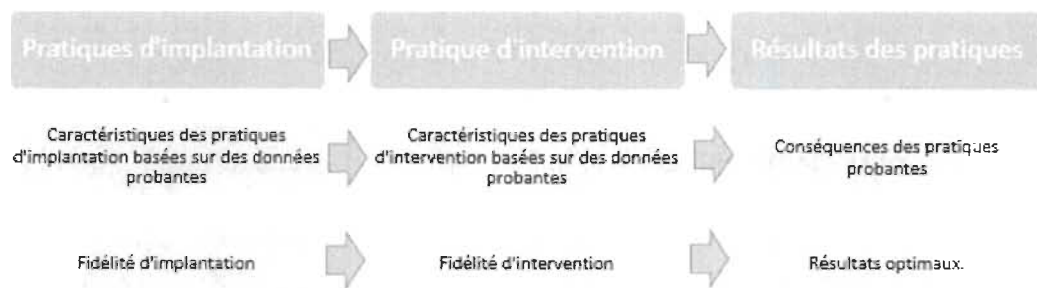 Pratiques d'implantation
Pratique d'intervention
Résultats des pratiques
Caractéristiques des pratiques
d'implantation basées sur des données
probantes
Caractéristiques des pratiques
d'intervention basées sur des données
probantes
Conséquences des pratiques
probantes
Fidélité d'implantation
Fidélité d'intervention
Résultats optimaux.